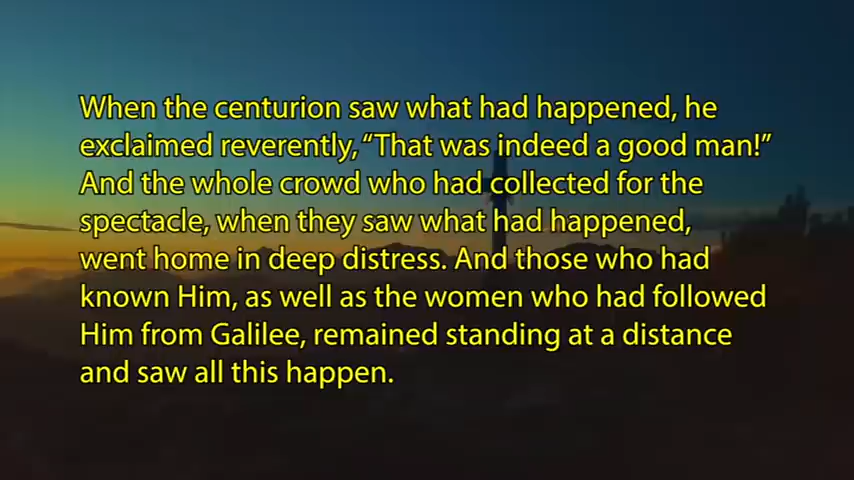 When the centurion saw what had happened, he
exclaimed reverently, “That was indeed a good man!”
And the whole crowd who had collected for the
spectacle, when they saw what had happened,
went home in deep distress. And those who had
known Him, as well as the women who had followed
Him from Galilee, remained standing at a distance
and saw all this happen.